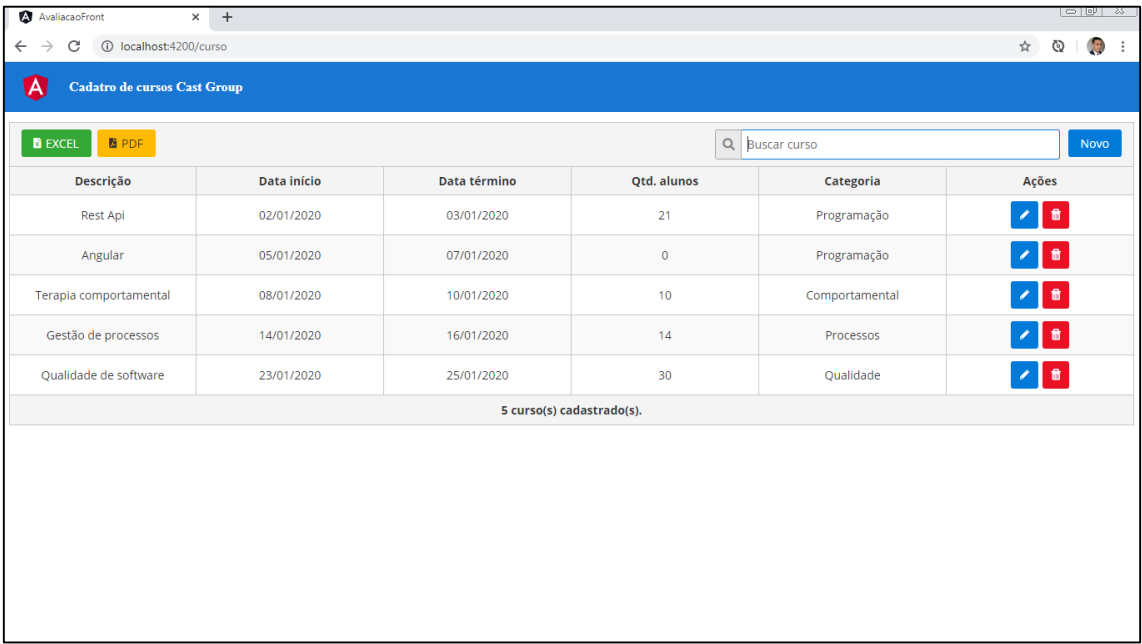 AvaliacaoFront
localhost:4200/curso
A Cadatro de cursos Cast Group
EXCEL PDF Buscar curso Novo
Descrição Data início Data término Qtd. alunos Categoria Ações
Rest Api 02/01/2020 03/01/2020 21 Programação
Angular 05/01/2020 07/01/2020 0 Programação
Terapia comportamental 08/01/2020 10/01/2020 10 Comportamental
Gestão de processos 14/01/2020 16/01/2020 14 Processos
Qualidade de software 23/01/2020 25/01/2020 30 Qualidade
5 curso(s) cadastrado(s).